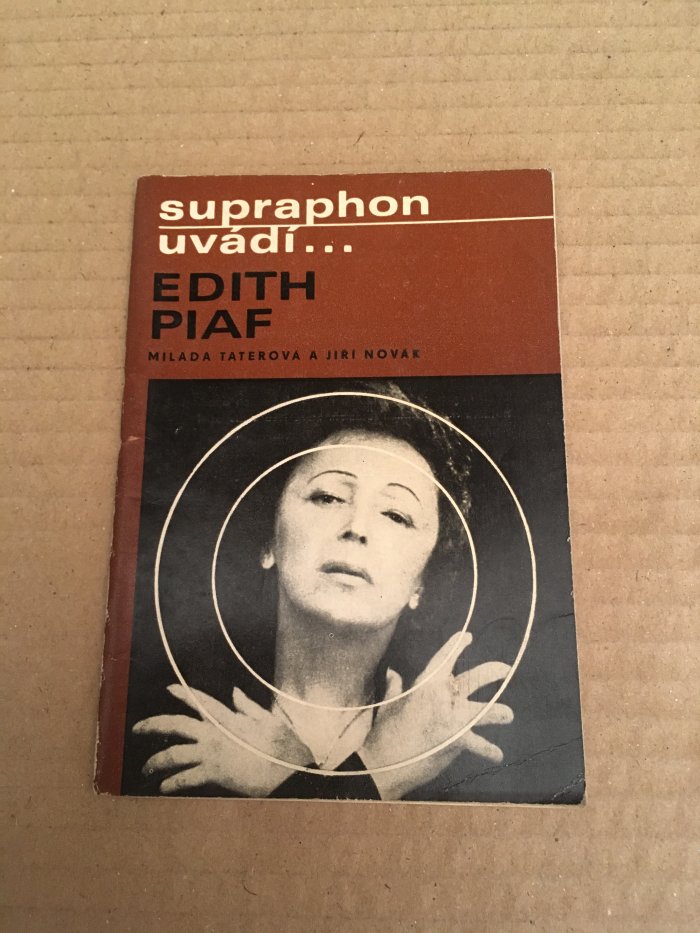 supraphon
uvádí...
EDITH
PIAF
MILADA TATEROVÁ A JIŘÍ NOVÁK